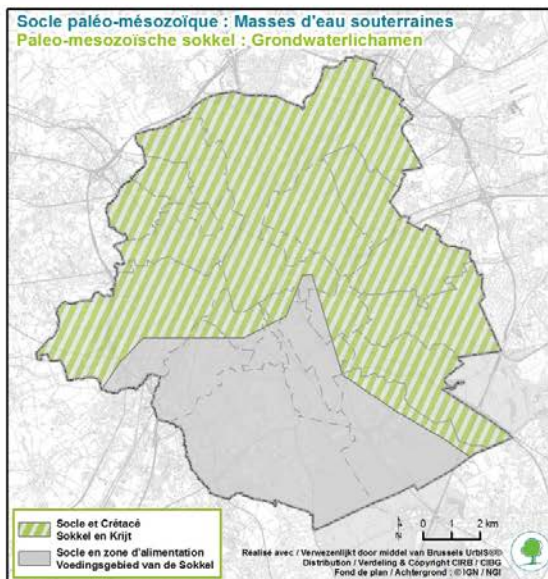 Socle paléo-mésozoïque : Masses d'eau souterraines
Paleo-mesozoïsche sokkel : Grondwaterlichamen
Socle et Crétacé
Sokkel en Krijt
Socle en zone d'alimentation
Voedingsgebied van de Sokkel
0 1 2 km
Realisé avec / Verwezenlijkt door middel van Brussels UrbIS®©
Distribution / Verdeling & Copyright CIRB / CIBG
Fond de plan / Achtergrond : © IGN / NGI